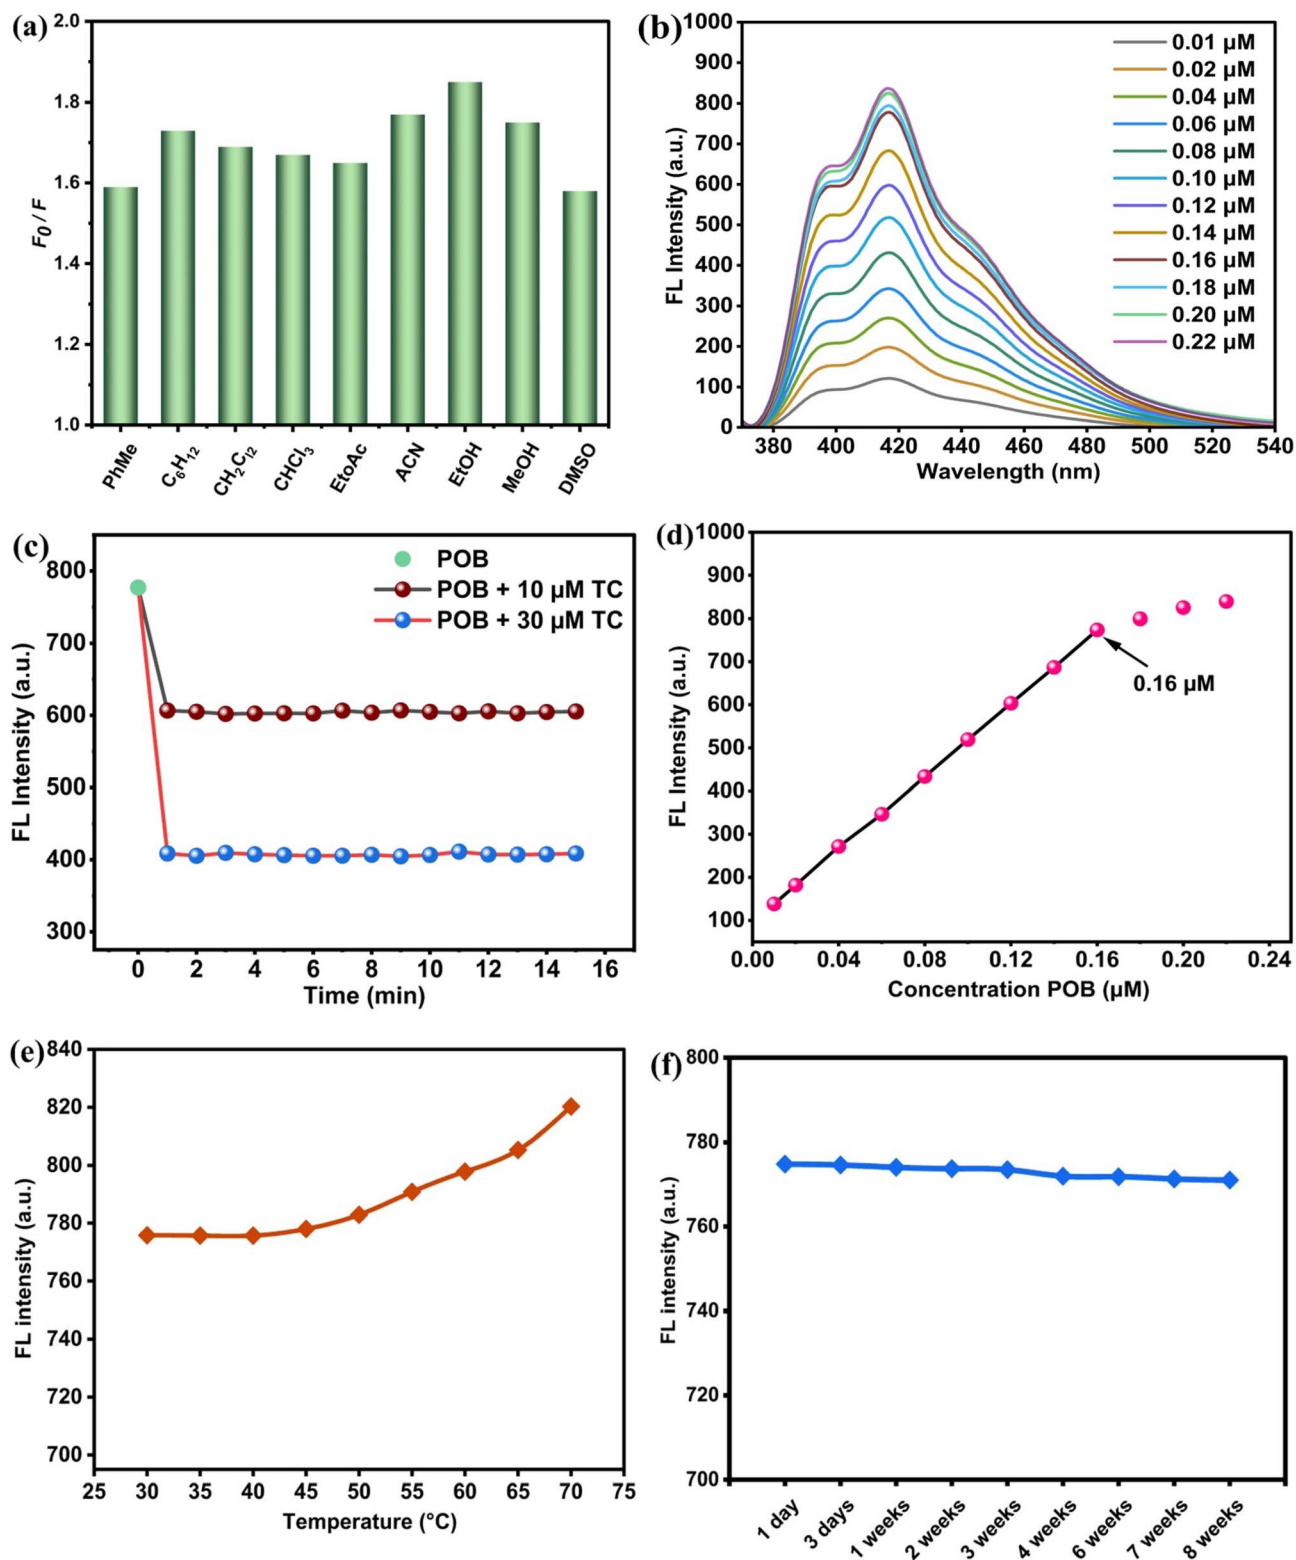 (a)
2.0
1.8
1.6
1.4
1.2
1.0
F0 / F
PhMe
C6H12
CH2C12
CHCl3
EtoAc
ACN
EtOH
MeOH
DMSO
(b)
1000
900
800
700
600
500
400
300
200
100
0
FL Intensity (a.u.)
0.01 µM
0.02 µM
0.04 µM
0.06 µM
0.08 µM
0.10 µM
0.12 µM
0.14 µM
0.16 µM
0.18 µM
0.20 µM
0.22 µM
380 400 420 440 460 480 500 520 540
Wavelength (nm)
(c)
800
700
600
500
400
300
FL Intensity (a.u.)
POB
POB + 10 µM TC
POB + 30 µM TC
0 2 4 6 8 10 12 14 16
Time (min)
(d)
1000
900
800
700
600
500
400
300
200
100
FL Intensity (a.u.)
0.16 µM
0.00 0.04 0.08 0.12 0.16 0.20 0.24
Concentration POB (µM)
(e)
840
820
800
780
760
740
720
700
FL intensity (a.u.)
25 30 35 40 45 50 55 60 65 70 75
Temperature (°C)
(f)
800
780
760
740
720
700
FL intensity (a.u.)
1 day
3 days
1 weeks
2 weeks
3 weeks
4 weeks
6 weeks
7 weeks
8 weeks